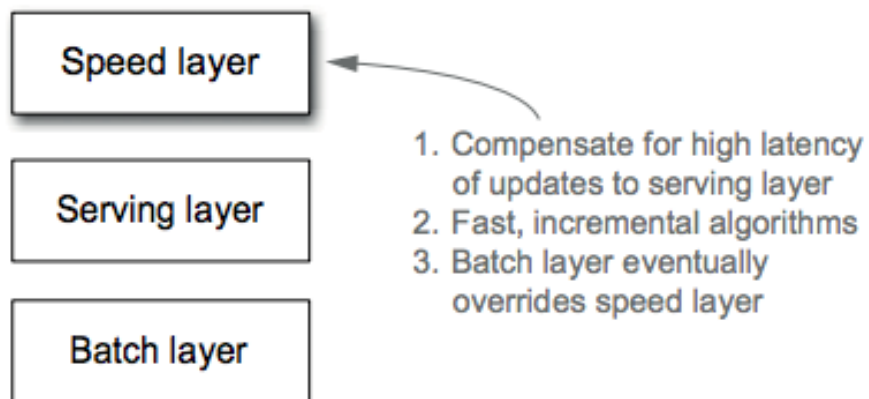 Speed layer
1. Compensate for high latency
of updates to serving layer
2. Fast, incremental algorithms
3. Batch layer eventually
overrides speed layer
Serving layer
Batch layer